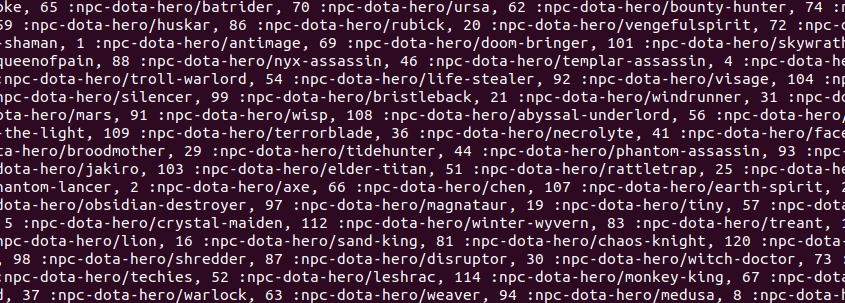 oke, 65 :npc-dota-hero/batrider, 70 :npc-dota-hero/ursa, 62 :npc-dota-hero/bounty-hunter, 74 :n
59 :npc-dota-hero/huskar, 86 :npc-dota-hero/rubick, 20 :npc-dota-hero/vengefulspirit, 72 :npc-
-shaman, 1 :npc-dota-hero/antimage, 69 :npc-dota-hero/doom-bringer, 101 :npc-dota-hero/skywrath
queenofpain, 88 :npc-dota-hero/nyx-assassin, 46 :npc-dota-hero/templar-assassin, 4 :npc-dota-he
:npc-dota-hero/troll-warlord, 54 :npc-dota-hero/life-stealer, 92 :npc-dota-hero/visage, 104 :np
npc-dota-hero/silencer, 99 :npc-dota-hero/bristleback, 21 :npc-dota-hero/windrunner, 31 :npc-do
ota-hero/mars, 91 :npc-dota-hero/wisp, 108 :npc-dota-hero/abyssal-underlord, 56 :npc-dota-hero/
-the-light, 109 :npc-dota-hero/terrorblade, 36 :npc-dota-hero/necrolyte, 41 :npc-dota-hero/face
ta-hero/broodmother, 29 :npc-dota-hero/tidehunter, 44 :npc-dota-hero/phantom-assassin, 93 :npc-
dota-hero/jakiro, 103 :npc-dota-hero/elder-titan, 51 :npc-dota-hero/rattletrap, 25 :npc-dota-he
hantom-lancer, 2 :npc-dota-hero/axe, 66 :npc-dota-hero/chen, 107 :npc-dota-hero/earth-spirit, 2
dota-hero/obsidian-destroyer, 97 :npc-dota-hero/magnataur, 19 :npc-dota-hero/tiny, 57 :npc-dota
5 :npc-dota-hero/crystal-maiden, 112 :npc-dota-hero/winter-wyvern, 83 :npc-dota-hero/treant, 1
npc-dota-hero/lion, 16 :npc-dota-hero/sand-king, 81 :npc-dota-hero/chaos-knight, 120 :npc-dota-
, 98 :npc-dota-hero/shredder, 87 :npc-dota-hero/disruptor, 30 :npc-dota-hero/witch-doctor, 73 :
:npc-dota-hero/techies, 52 :npc-dota-hero/leshrac, 114 :npc-dota-hero/monkey-king, 67 :npc-dota
d, 37 :npc-dota-hero/warlock, 63 :npc-dota-hero/weaver, 94 :npc-dota-hero/medusa, 8 :npc-dota-h